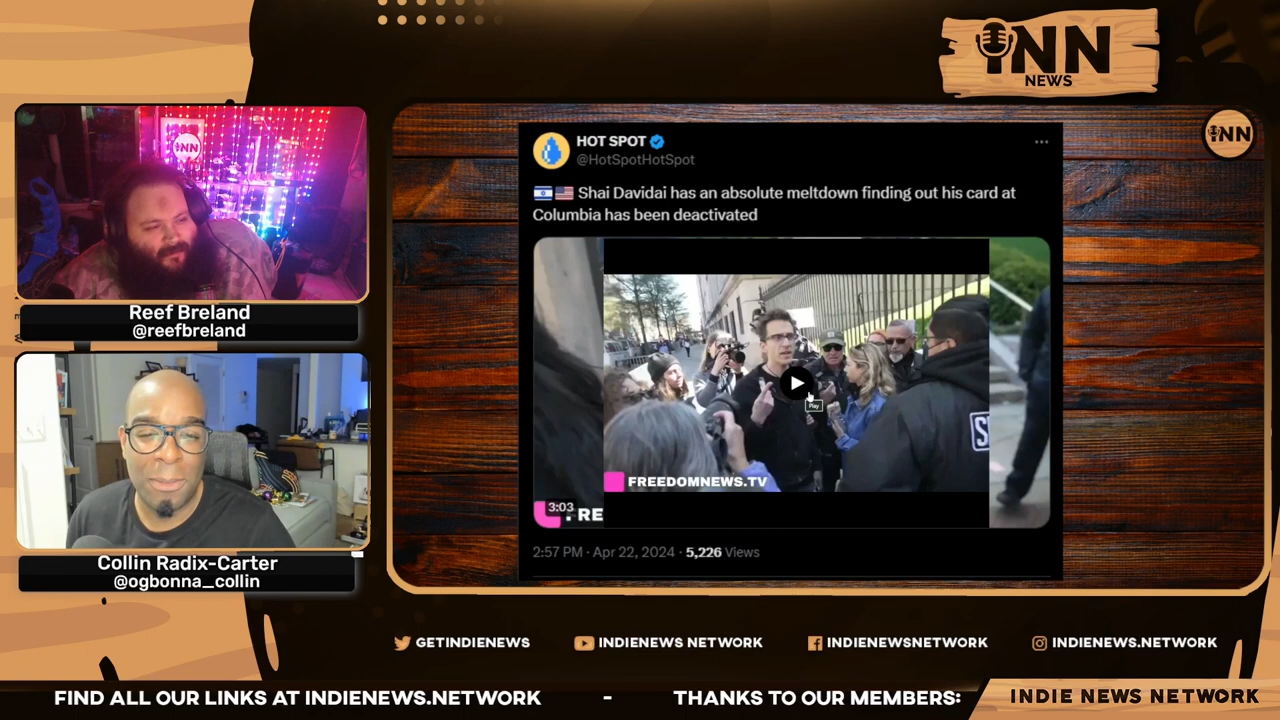 INN
NEWS
INN
INN
Reef Breland
@reefbreland
Collin Radix-Carter
@ogbonna_collin
HOT SPOT
@HotSpotHotSpot
Shai Davidai has an absolute meltdown finding out his card at
Columbia has been deactivated
Play
FREEDOMNEWS.TV
3:03
FRE
2:57 PM · Apr 22, 2024 · 5,226 Views
GETINDIENEWS
INDIENEWS NETWORK
INDIENEWSNETWORK
INDIENEWS.NETWORK
FIND ALL OUR LINKS AT INDIENEWS.NETWORK - THANKS TO OUR MEMBERS:
INDIE NEWS NETWORK